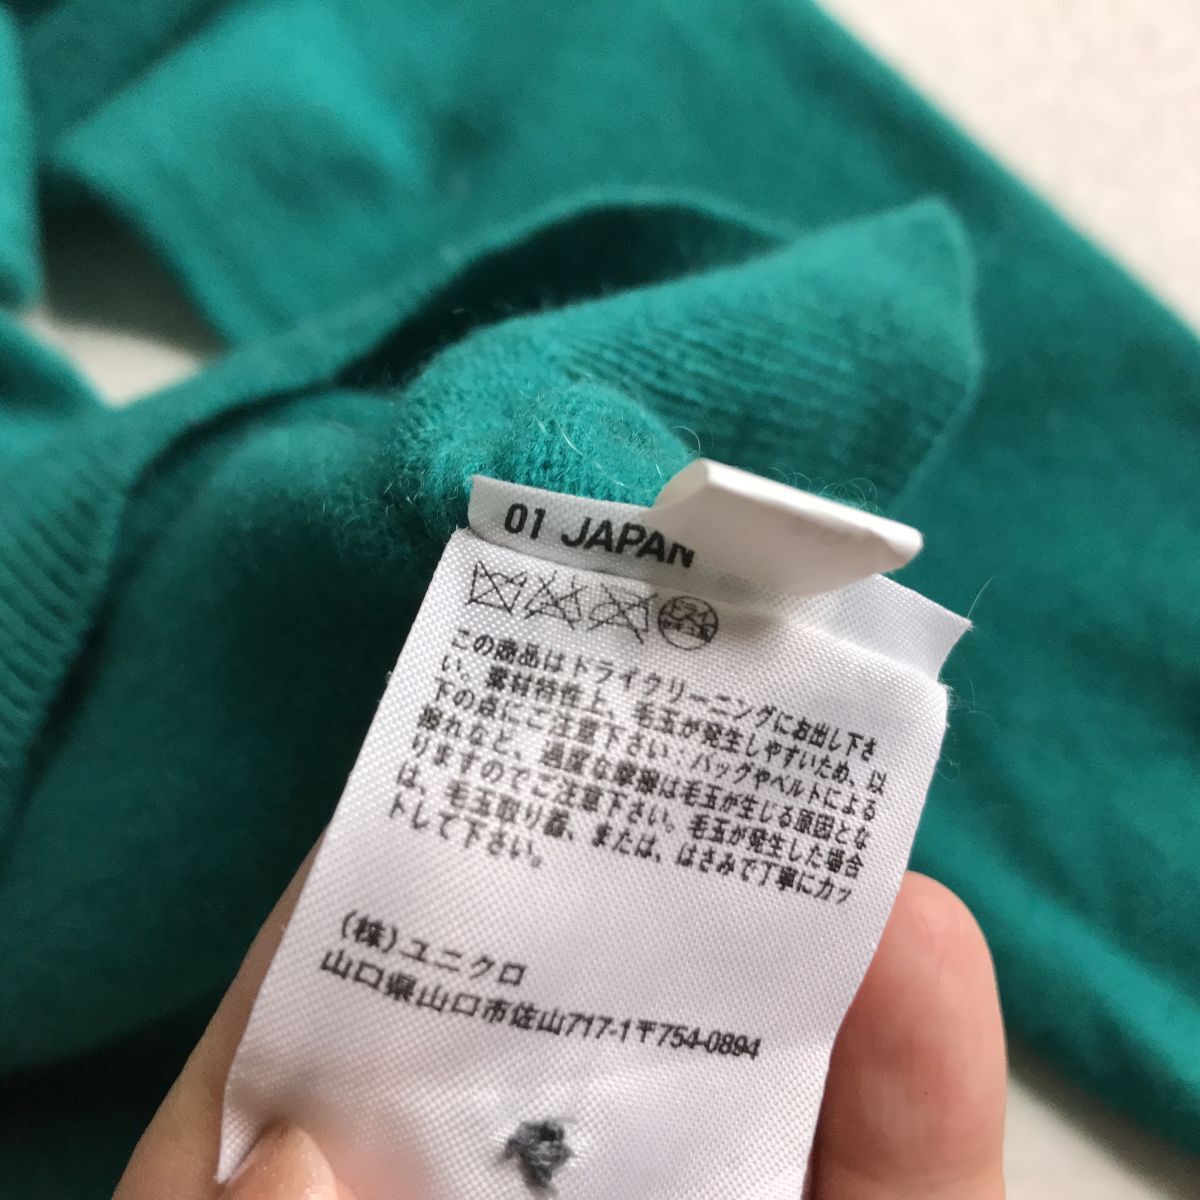 01 JAPAN
ドライ
この商品はドライクリーニングにお出し下さ
い。素材特性上、毛玉が発生しやすいため、以
下の点にご注意下さい：バッグやベルトによる
擦れなど、過度な摩擦は毛玉が生じる原因とな
りますのでご注意下さい。毛玉が発生した場合
は、毛玉取り器、または、はさみで丁寧にカッ
トして下さい。
(株)ユニクロ
山口県山口市佐山717-1〒754-0894